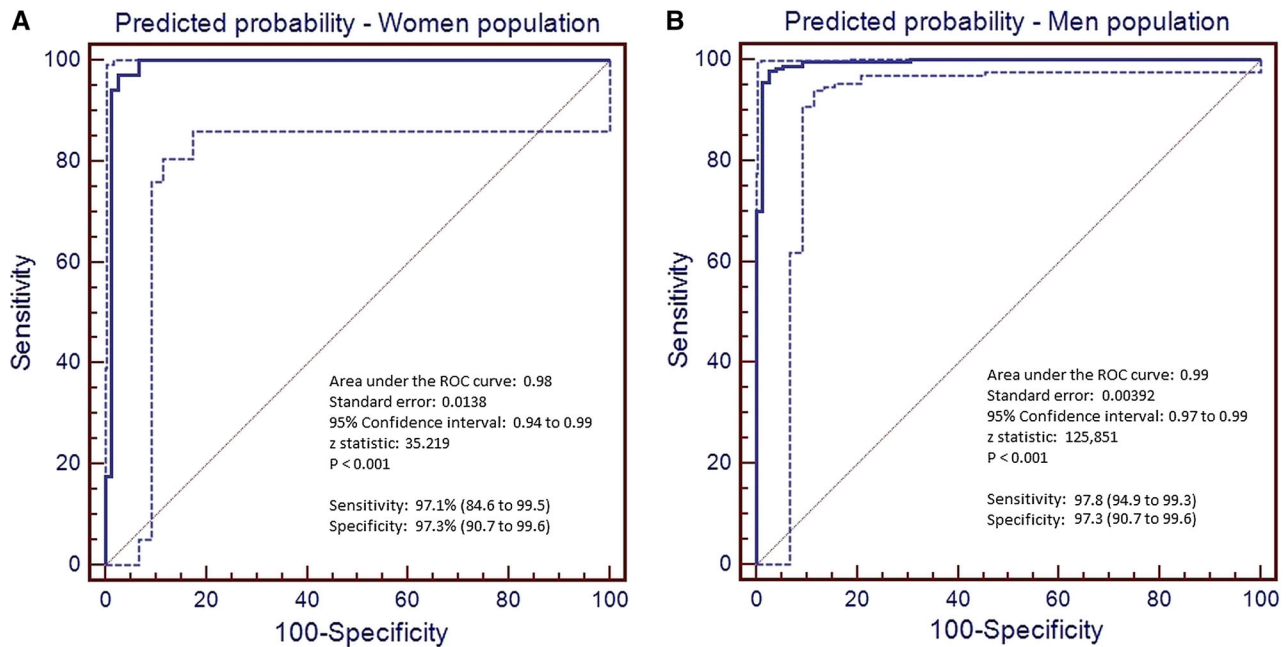 A
Predicted probability - Women population
100
80
60
40
20
0
Sensitivity
Area under the ROC curve: 0.98
Standard error: 0.0138
95% Confidence interval: 0.94 to 0.99
z statistic: 35.219
P < 0.001
Sensitivity: 97.1% (84.6 to 99.5)
Specificity: 97.3% (90.7 to 99.6)
0 20 40 60 80 100
100-Specificity
B
Predicted probability - Men population
100
80
60
40
20
0
Sensitivity
Area under the ROC curve: 0.99
Standard error: 0.00392
95% Confidence interval: 0.97 to 0.99
z statistic: 125,851
P < 0.001
Sensitivity: 97.8 (94.9 to 99.3)
Specificity: 97.3 (90.7 to 99.6)
0 20 40 60 80 100
100-Specificity